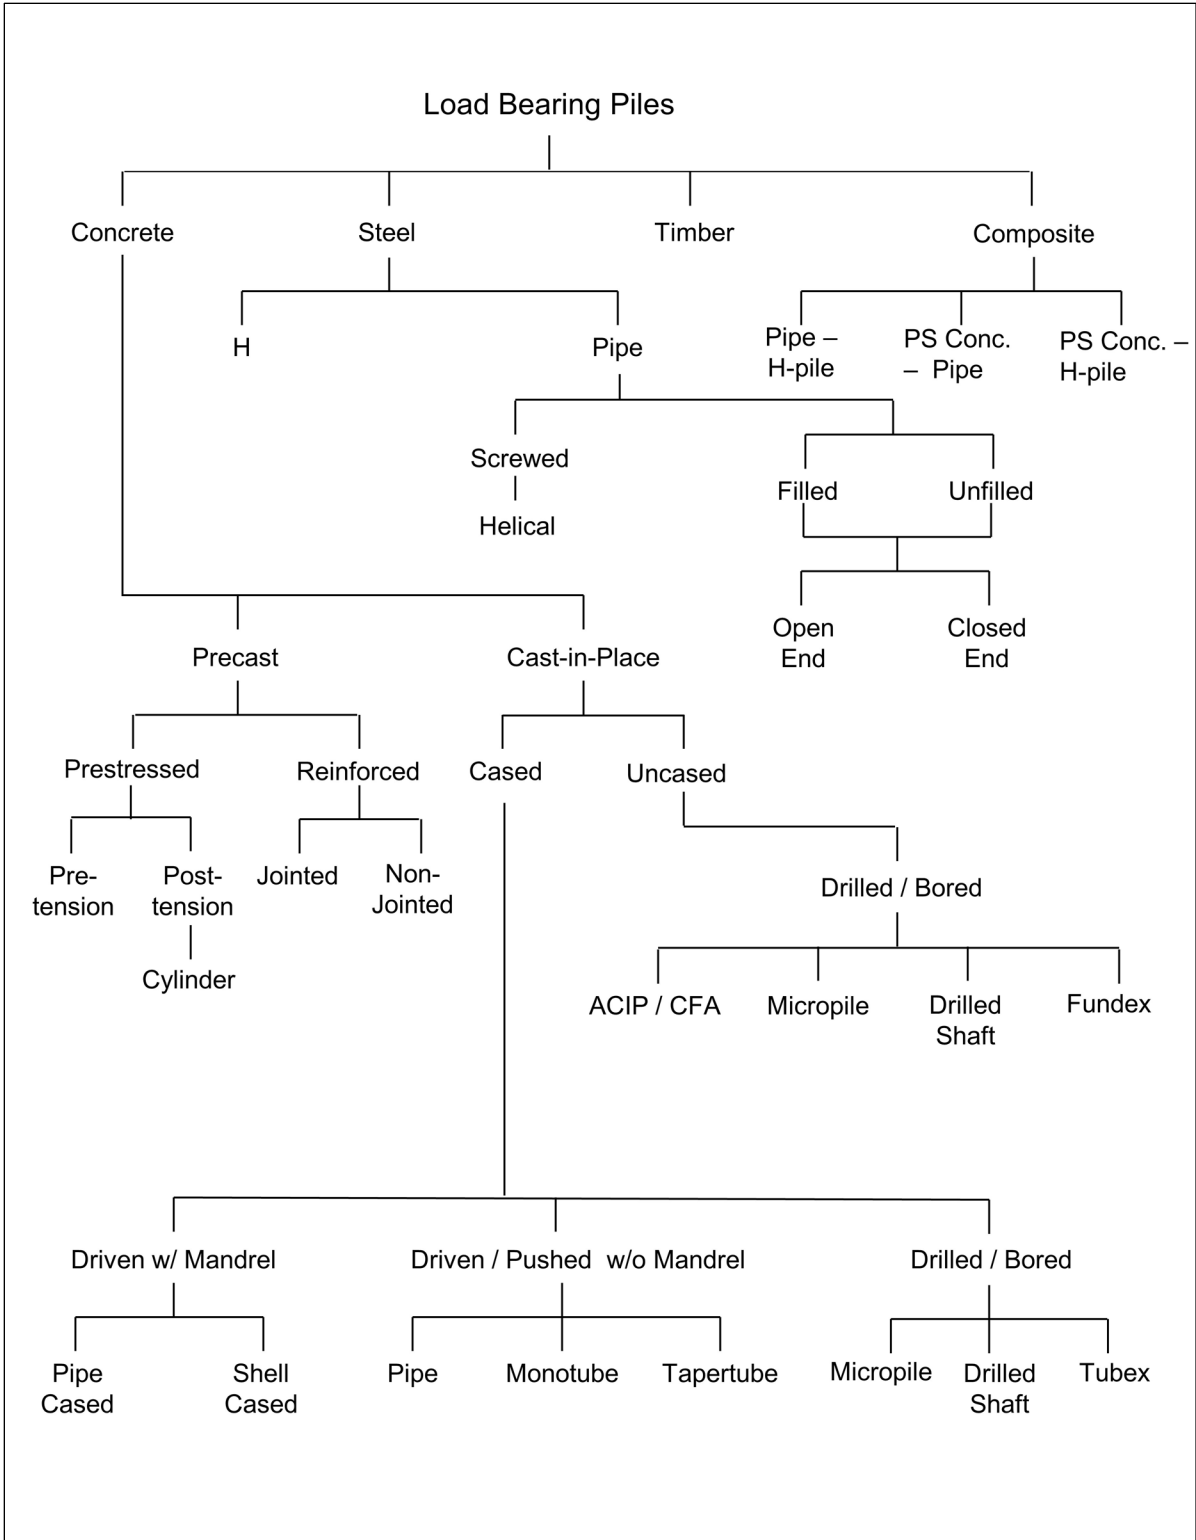 Load Bearing Piles
Concrete
Steel
Timber
Composite
H
Pipe
Pipe –
H-pile
PS Conc.
– Pipe
PS Conc. –
H-pile
Screwed
Helical
Filled
Unfilled
Open
End
Closed
End
Precast
Cast-in-Place
Prestressed
Reinforced
Cased
Uncased
Pre-
tension
Post-
tension
Jointed
Non-
Jointed
Cylinder
Drilled / Bored
ACIP / CFA
Micropile
Drilled
Shaft
Fundex
Driven w/ Mandrel
Driven / Pushed w/o Mandrel
Drilled / Bored
Pipe
Cased
Shell
Cased
Pipe
Monotube
Tapertube
Micropile
Drilled
Shaft
Tubex